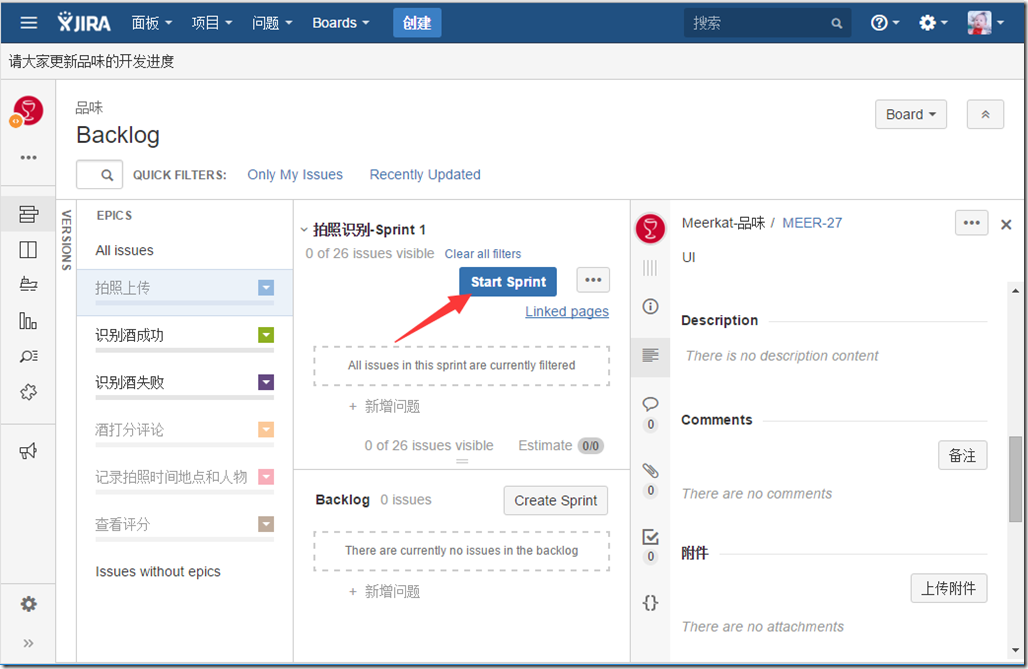 JIRA 面板 项目 问题 Boards 创建 搜索
请大家更新品味的开发进度
品味
Backlog
Board
QUICK FILTERS: Only My Issues Recently Updated
VERSIONS
EPICS
All issues
拍照上传
识别酒成功
识别酒失败
酒打分评论
记录拍照时间地点和人物
查看评分
Issues without epics
拍照识别-Sprint 1
0 of 26 issues visible Clear all filters
Start Sprint
Linked pages
All issues in this sprint are currently filtered
+ 新增问题
0 of 26 issues visible Estimate 0/0
Backlog 0 issues Create Sprint
There are currently no issues in the backlog
+ 新增问题
Meerkat-品味 / MEER-27
UI
Description
There is no description content
Comments
0
备注
There are no comments
0
附件
0
上传附件
There are no attachments